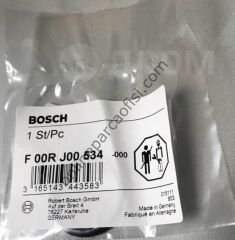 BOSCH
1 St/Pc
F 00R J00 534 -000
3 165143 443583
Robert Bosch GmbH
Auf der Breit 4
76227 Karlsruhe
GERMANY
Made in Germany
Fabriqué en Allemagne